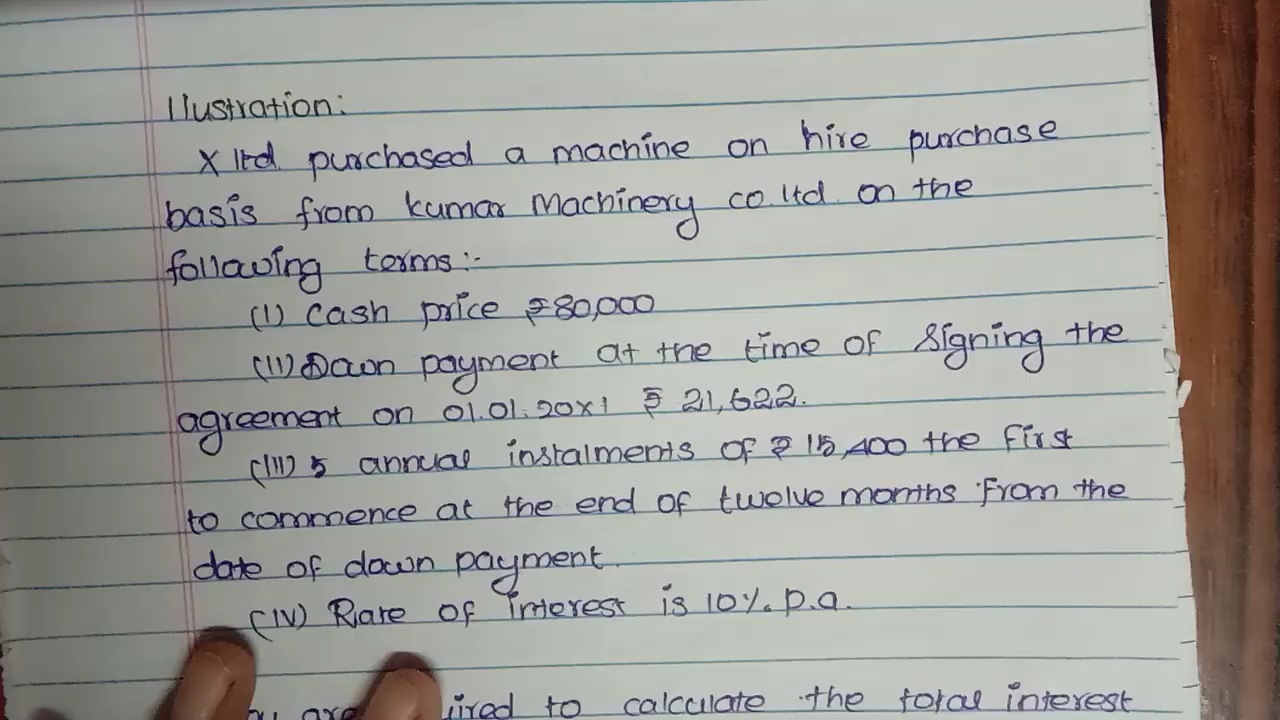 Ilustration:
X ltd. purchased a machine on hire purchase
basis from kumar Machinery co. ltd. on the
following terms:-
(I) Cash price ₹80,000
(II) Down payment at the time of signing the
agreement on 01.01.20x1 ₹ 21,622.
(III) 5 annual instalments of ₹ 15,400 the first
to commence at the end of twelve months from the
date of down payment.
(IV) Rate of interest is 10%. p.a.
are to calculate the total interest